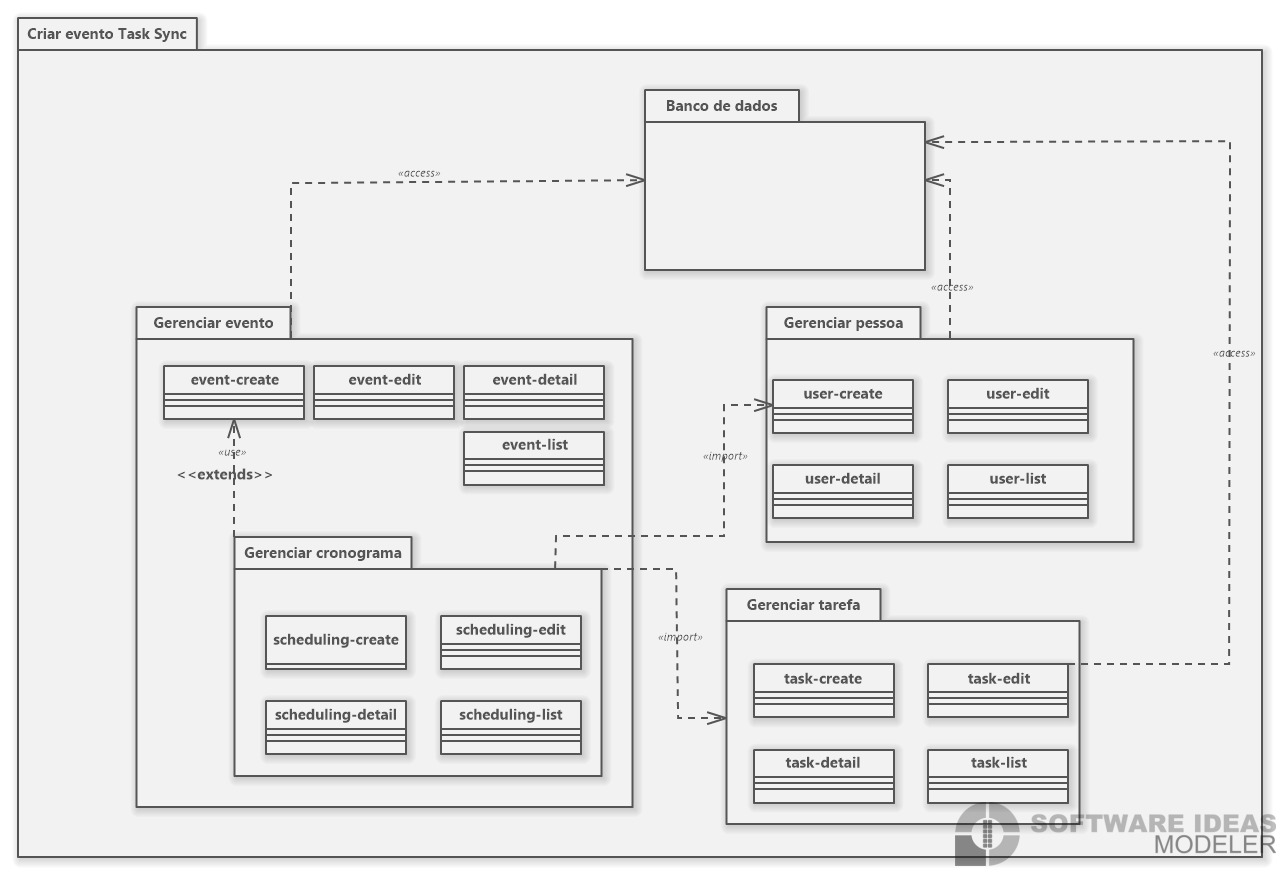 Criar evento Task Sync
Banco de dados
«access»
«access»
«access»
Gerenciar evento
event-create
event-edit
event-detail
event-list
«use»
<<extends>>
Gerenciar pessoa
user-create
user-edit
user-detail
user-list
«import»
Gerenciar cronograma
scheduling-create
scheduling-edit
scheduling-detail
scheduling-list
«import»
Gerenciar tarefa
task-create
task-edit
task-detail
task-list
SOFTWARE IDEAS
MODELER